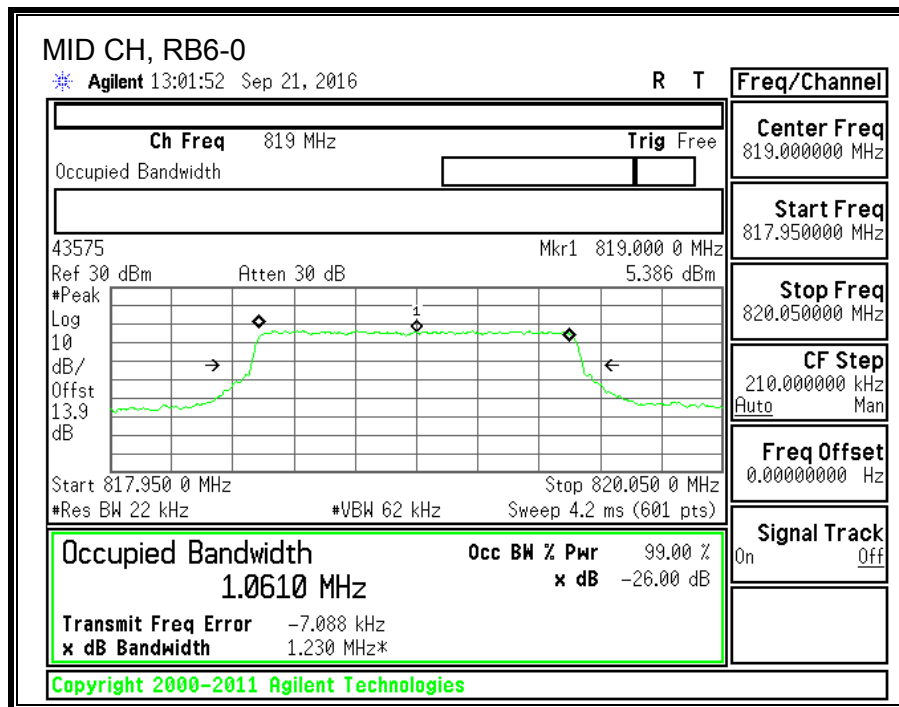 MID CH, RB6-0
Agilent 13:01:52 Sep 21, 2016 R T
Freq/Channel
Ch Freq 819 MHz Trig Free
Occupied Bandwidth
Center Freq
819.000000 MHz
Start Freq
817.950000 MHz
Stop Freq
820.050000 MHz
CF Step
210.000000 kHz
Auto Man
Freq Offset
0.00000000 Hz
Signal Track
On Off
43575 Mkr1 819.000 0 MHz
Ref 30 dBm Atten 30 dB 5.386 dBm
#Peak
Log
10
dB/
Offst
13.9
dB
1
Start 817.950 0 MHz Stop 820.050 0 MHz
#Res BW 22 kHz #VBW 62 kHz Sweep 4.2 ms (601 pts)
Occupied Bandwidth Occ BW % Pwr 99.00 %
1.0610 MHz x dB -26.00 dB
Transmit Freq Error -7.088 kHz
x dB Bandwidth 1.230 MHz*
Copyright 2000-2011 Agilent Technologies